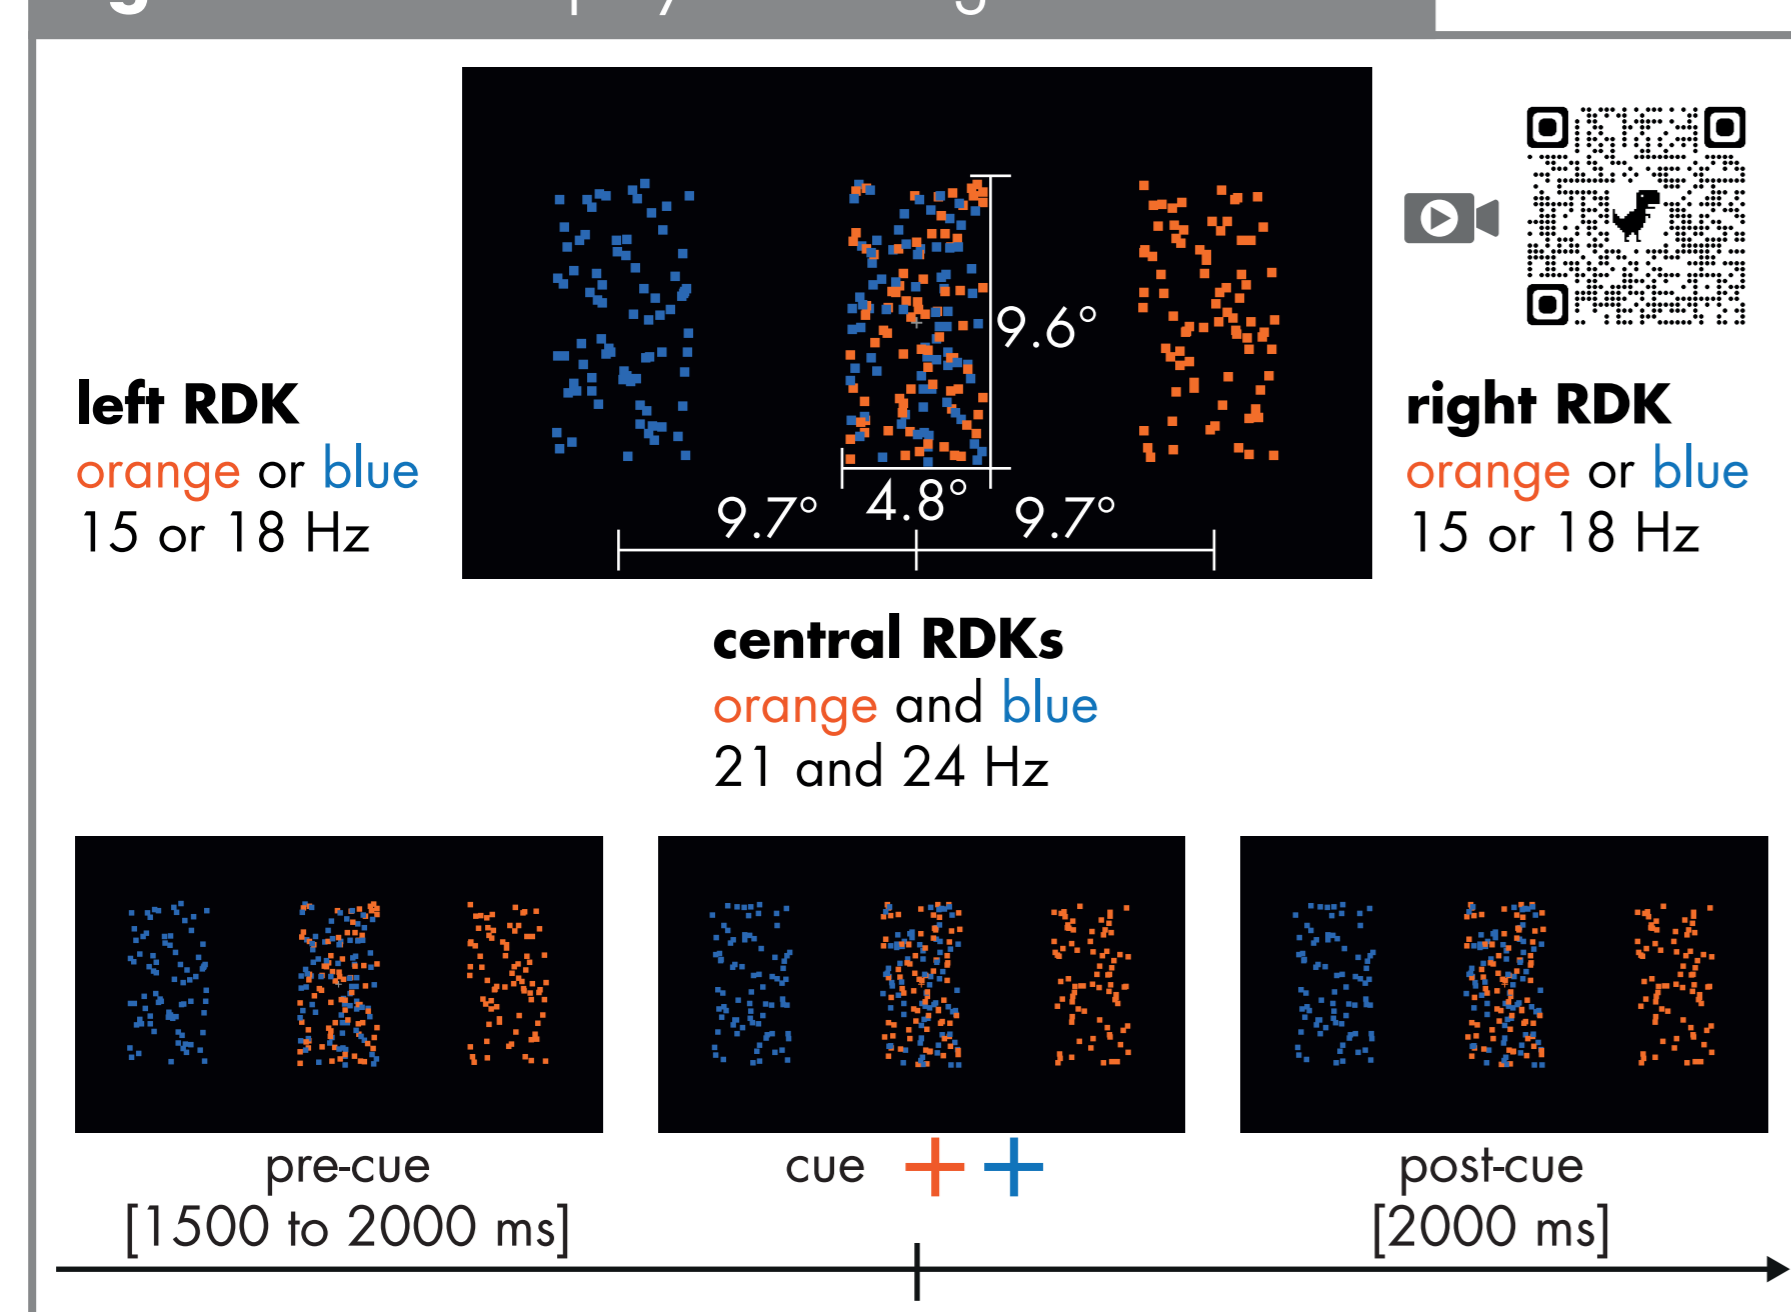 9.6°
9.7°
4.8°
9.7°
left RDK
orange or blue
15 or 18 Hz
right RDK
orange or blue
15 or 18 Hz
central RDKs
orange and blue
21 and 24 Hz
pre-cue
[1500 to 2000 ms]
cue
post-cue
[2000 ms]